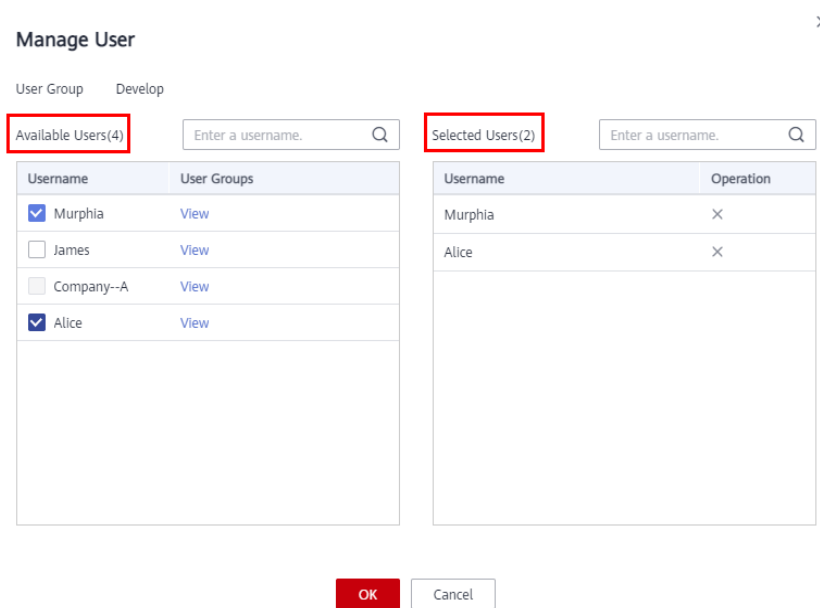 Manage User
User Group Develop
Available Users(4) Enter a username.
Selected Users(2) Enter a username.
Username User Groups
Murphia View
James View
Company--A View
Alice View
Username Operation
Murphia
Alice
OK Cancel